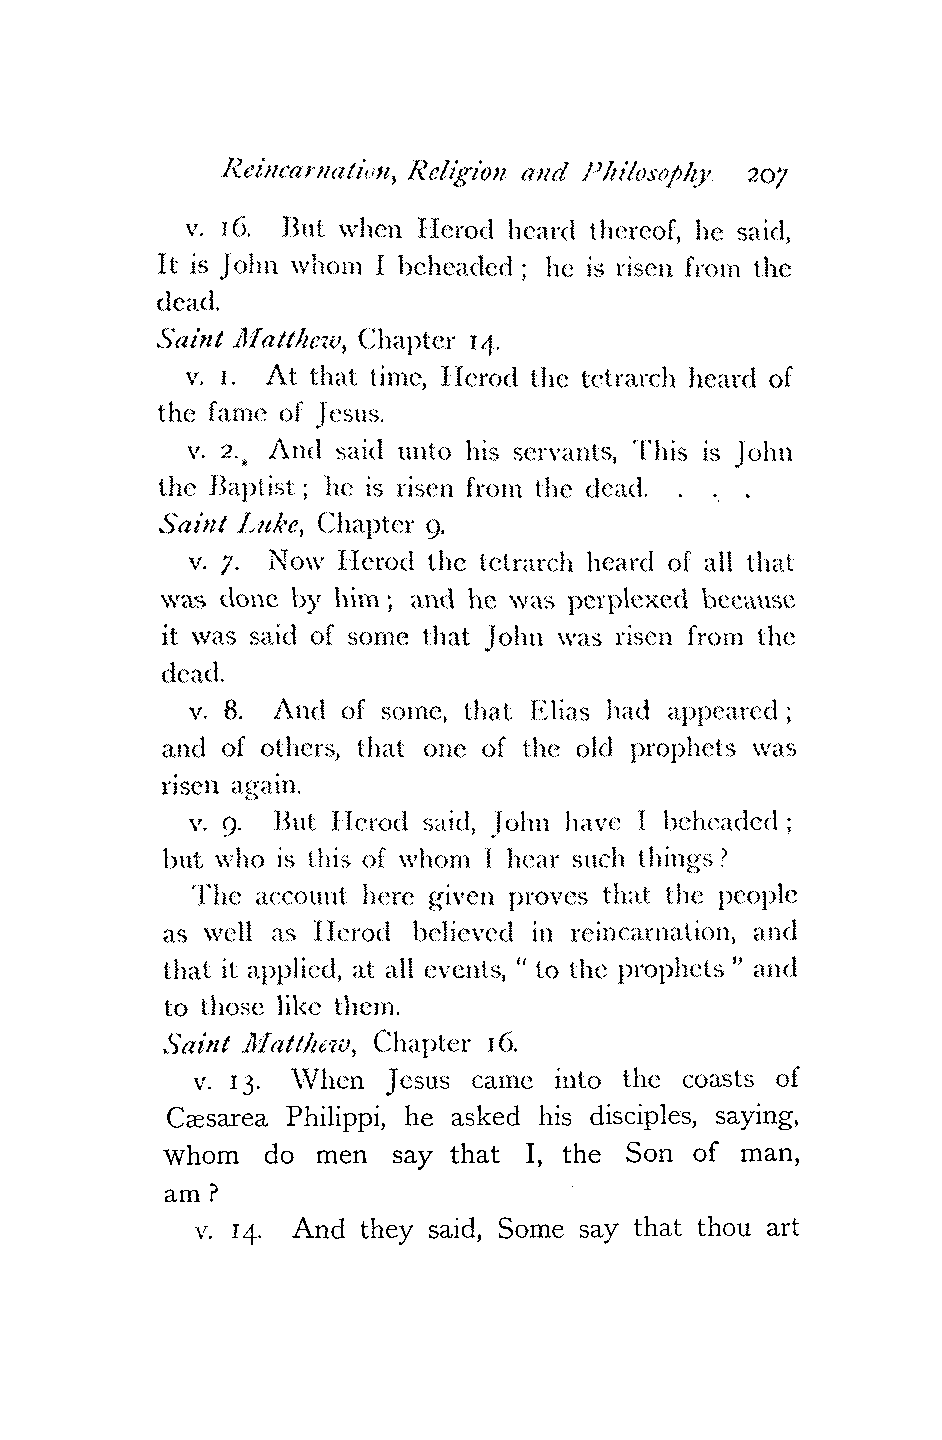 Reincarnation, Religion and Philosophy 207
v. 16. But when Herod heard thereof, he said,
It is John whom I beheaded ; he is risen from the
dead.
Saint Matthew, Chapter 14.
v. 1. At that time, Herod the tetrarch heard of
the fame of Jesus.
v. 2. And said unto his servants, This is John
the Baptist ; he is risen from the dead. . . .
Saint Luke, Chapter 9.
v. 7. Now Herod the tetrarch heard of all that
was done by him ; and he was perplexed because
it was said of some that John was risen from the
dead.
v. 8. And of some, that Elias had appeared ;
and of others, that one of the old prophets was
risen again.
v. 9. But Herod said, John have I beheaded ;
but who is this of whom I hear such things ?
The account here given proves that the people
as well as Herod believed in reincarnation, and
that it applied, at all events, “ to the prophets ” and
to those like them.
Saint Matthew, Chapter 16.
v. 13. When Jesus came into the coasts of
Cæsarea Philippi, he asked his disciples, saying,
Whom do men say that I, the Son of man,
am ?
v. 14. And they said, Some say that thou art